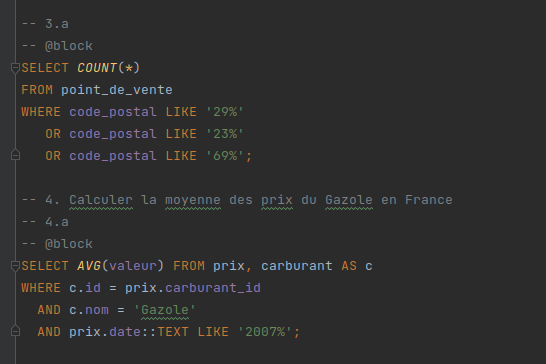 -- 3.a
-- @block
SELECT COUNT(*)
FROM point_de_vente
WHERE code_postal LIKE '29%'
OR code_postal LIKE '23%'
OR code_postal LIKE '69%';
-- 4. Calculer la moyenne des prix du Gazole en France
-- 4.a
-- @block
SELECT AVG(valeur) FROM prix, carburant AS c
WHERE c.id = prix.carburant_id
AND c.nom = 'Gazole'
AND prix.date::TEXT LIKE '2007%';